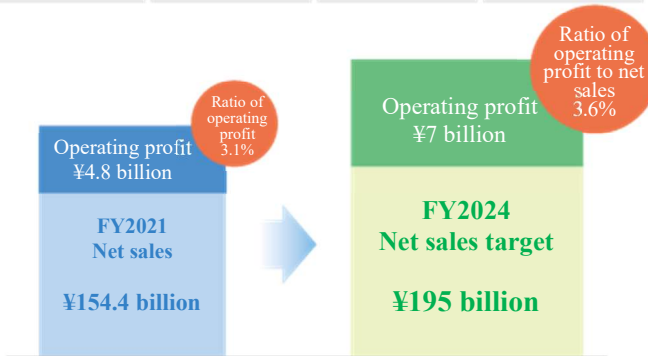 Ratio of
operating
profit
3.1%
Operating profit
¥4.8 billion
FY2021
Net sales
¥154.4 billion
Ratio of
operating
profit to net
sales
3.6%
Operating profit
¥7 billion
FY2024
Net sales target
¥195 billion